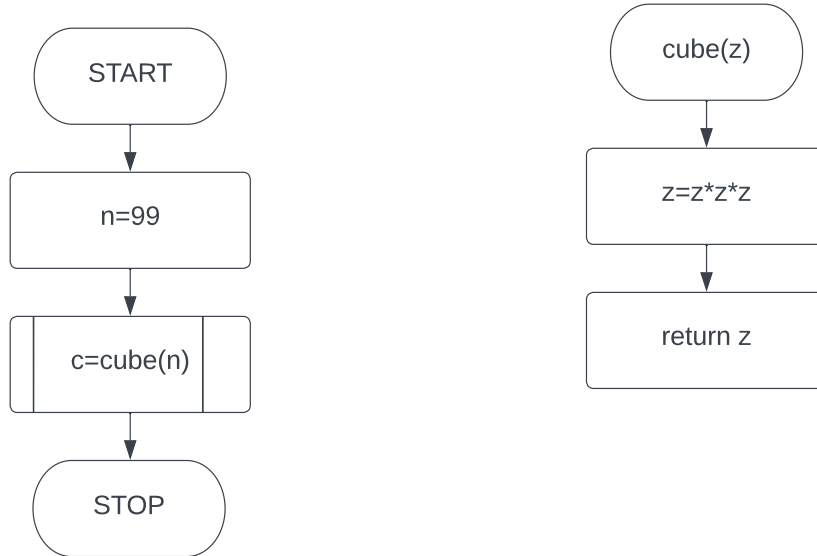 START
n=99
c=cube(n)
STOP
cube(z)
z=z*z*z
return z